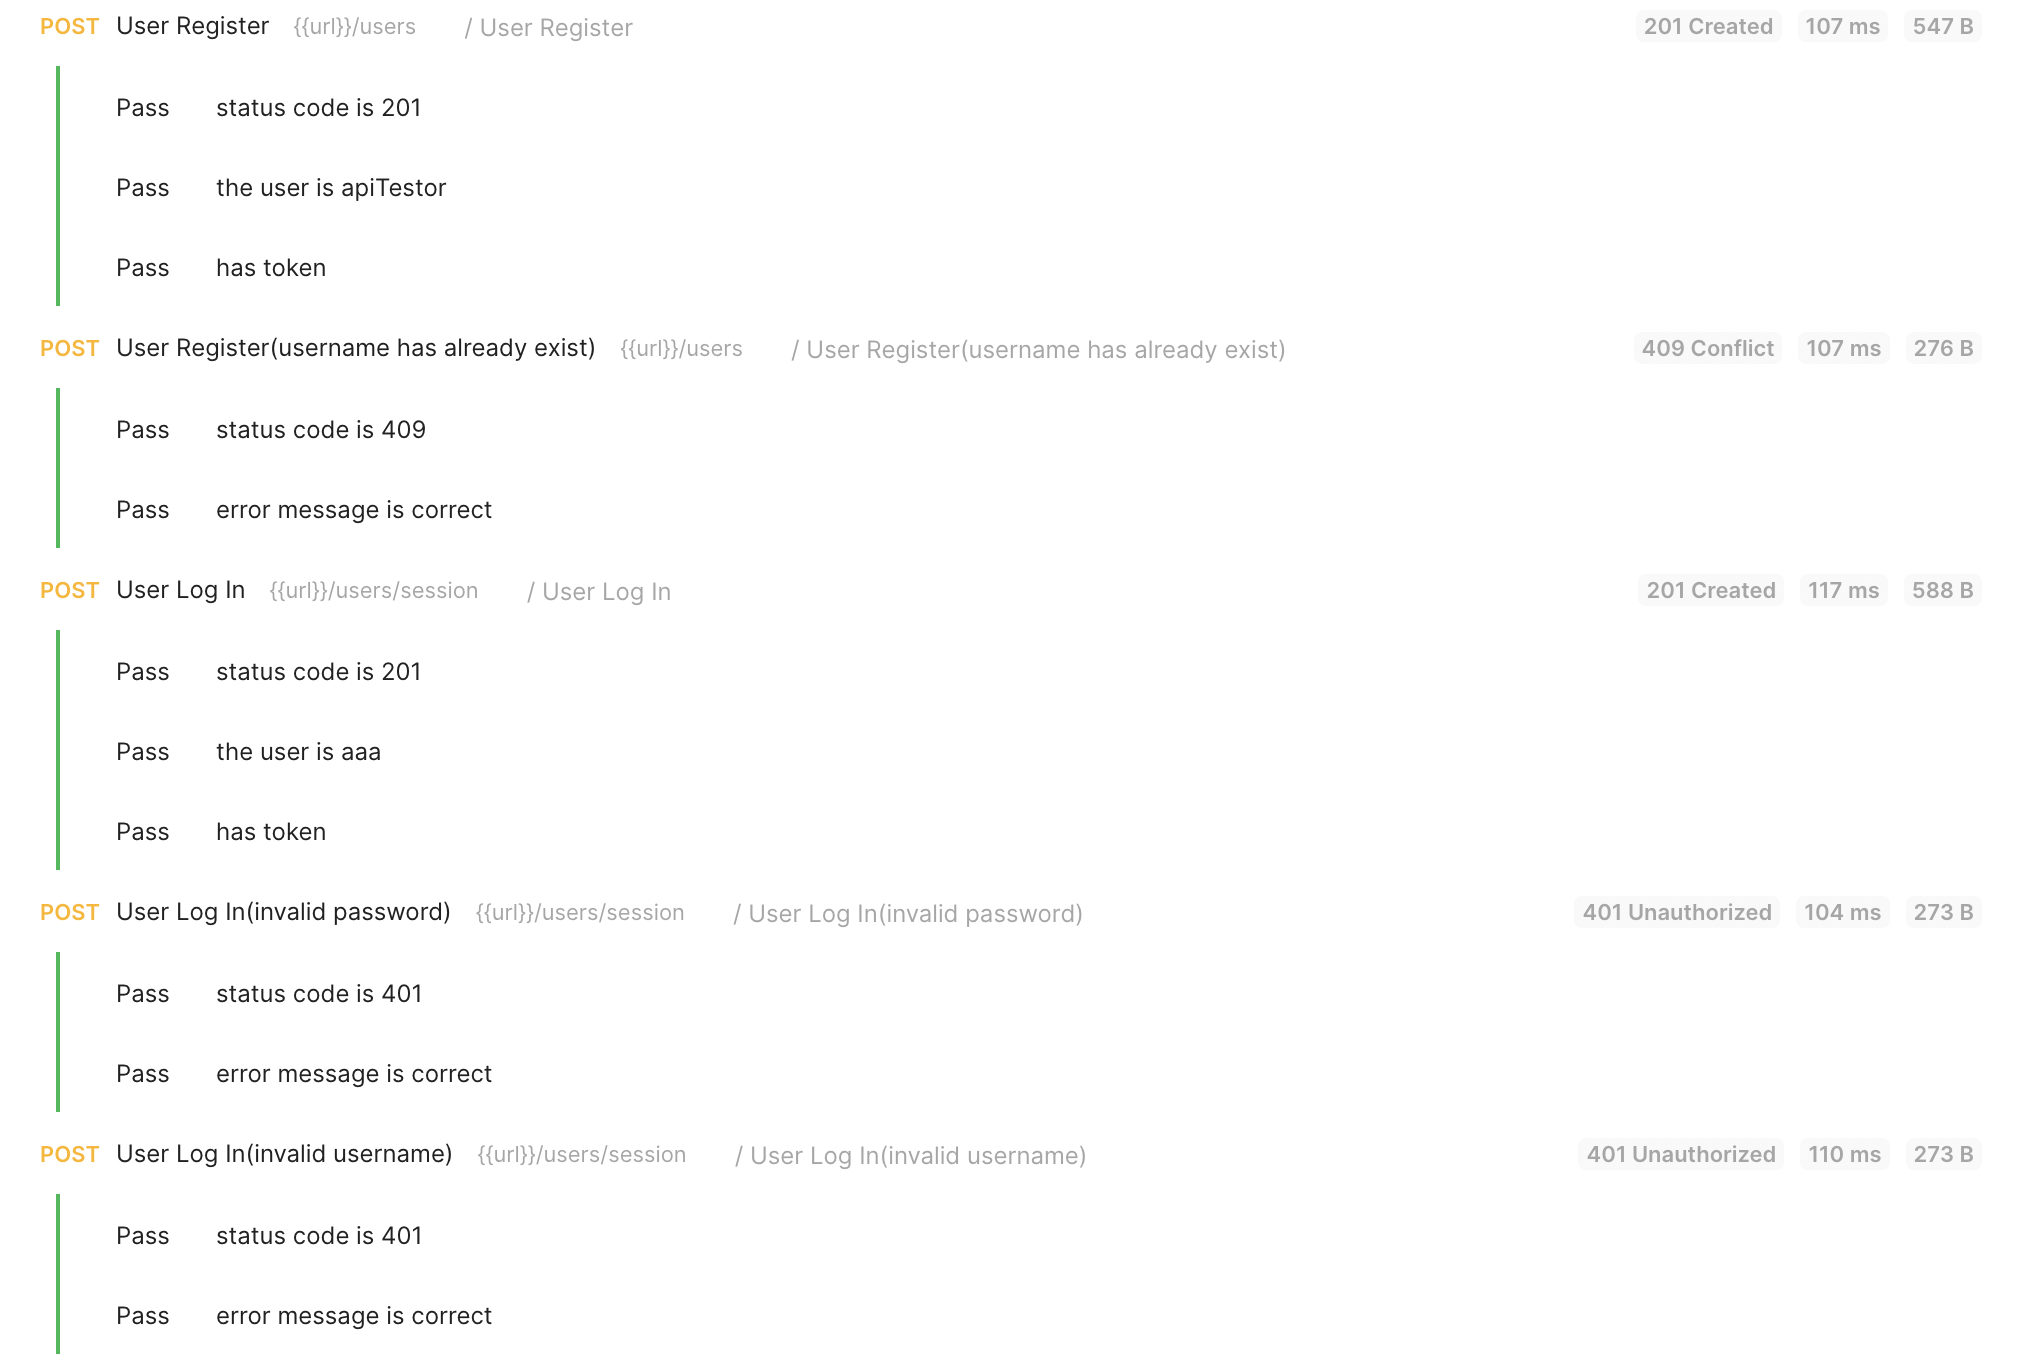 POST User Register {{url}}/users / User Register 201 Created 107 ms 547 B
Pass status code is 201
Pass the user is apiTestor
Pass has token
POST User Register(username has already exist) {{url}}/users / User Register(username has already exist) 409 Conflict 107 ms 276 B
Pass status code is 409
Pass error message is correct
POST User Log In {{url}}/users/session / User Log In 201 Created 117 ms 588 B
Pass status code is 201
Pass the user is aaa
Pass has token
POST User Log In(invalid password) {{url}}/users/session / User Log In(invalid password) 401 Unauthorized 104 ms 273 B
Pass status code is 401
Pass error message is correct
POST User Log In(invalid username) {{url}}/users/session / User Log In(invalid username) 401 Unauthorized 110 ms 273 B
Pass status code is 401
Pass error message is correct